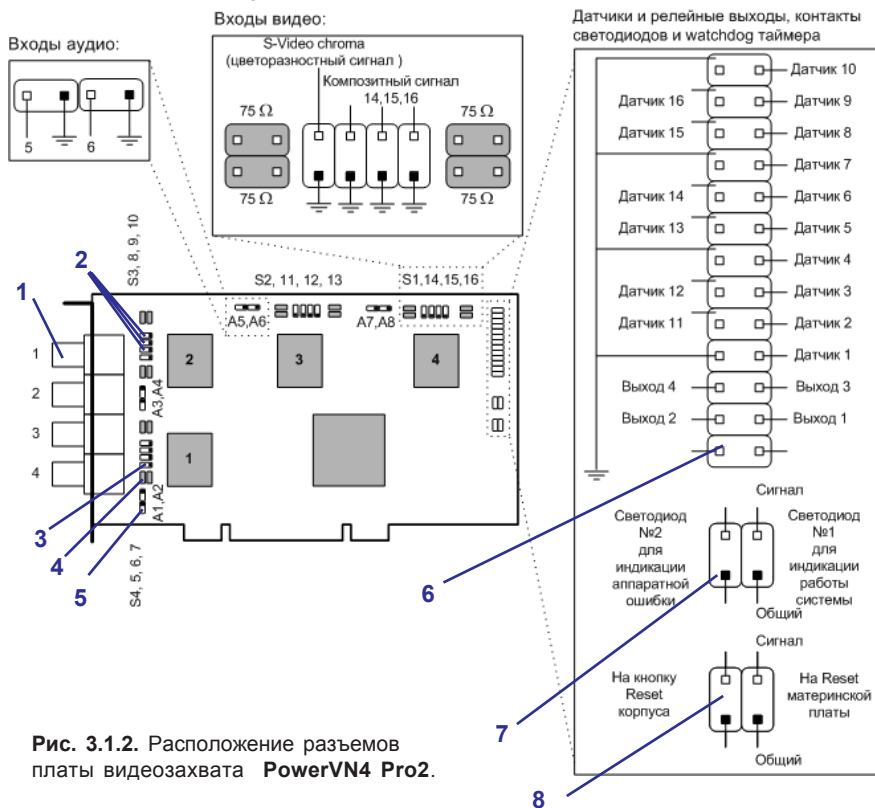 Входы аудио:
5
6
Входы видео:
S-Video chroma
(цветоразностный сигнал )
Композитный сигнал
14,15,16
75 Ω
75 Ω
75 Ω
75 Ω
Датчики и релейные выходы, контакты
светодиодов и watchdog таймера
Датчик 10
Датчик 16
Датчик 9
Датчик 15
Датчик 8
Датчик 7
Датчик 14
Датчик 6
Датчик 13
Датчик 5
Датчик 4
Датчик 12
Датчик 3
Датчик 11
Датчик 2
Датчик 1
Выход 4
Выход 3
Выход 2
Выход 1
Сигнал
Светодиод
№2
для
индикации
аппаратной
ошибки
Светодиод
№1
для
индикации
работы
системы
Общий
Сигнал
На кнопку
Reset
корпуса
На Reset
материнской
платы
Общий
S3, 8, 9, 10
S2, 11, 12, 13
S1,14,15,16
A5,A6
A7,A8
A3,A4
A1,A2
S4, 5, 6, 7
1
2
3
4
2
3
4
1
1
2
3
4
5
6
7
8
Рис. 3.1.2. Расположение разъемов
платы видеозахвата PowerVN4 Pro2.